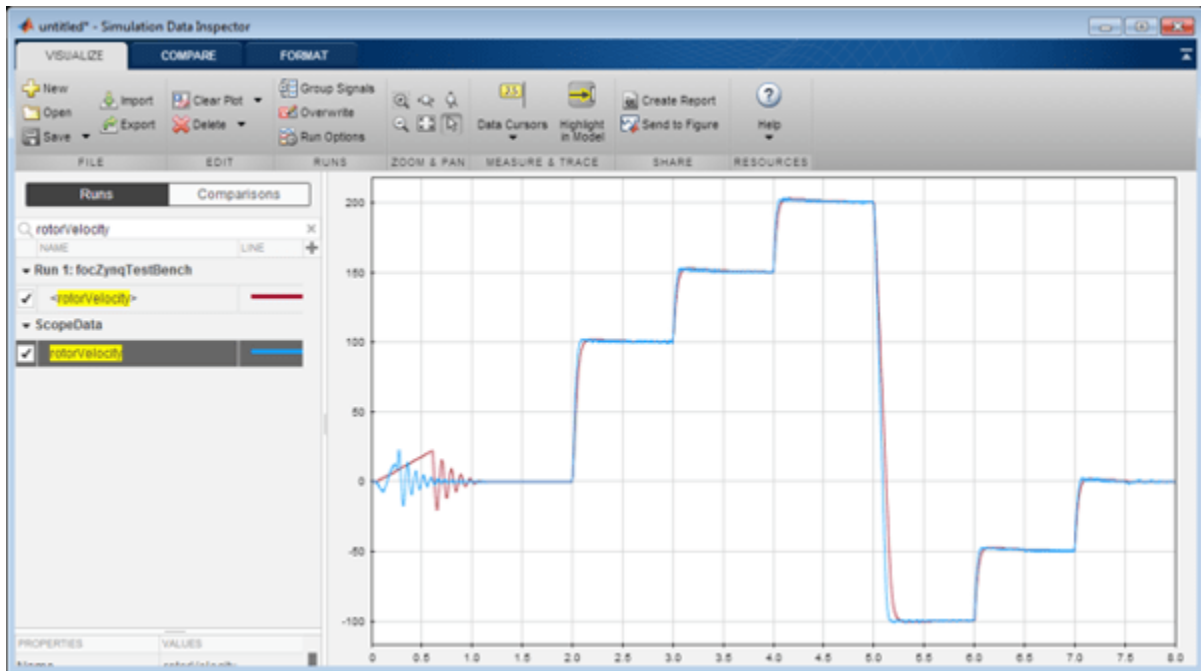 untitled* - Simulation Data Inspector
VISUALIZE COMPARE FORMAT
New
Open
Save
Import
Export
Clear Plot
Delete
Group Signals
Overwrite
Run Options
Data Cursors
Highlight in Model
Create Report
Send to Figure
Help
FILE EDIT RUNS ZOOM & PAN MEASURE & TRACE SHARE RESOURCES
Runs Comparisons
rotorVelocity
NAME LINE
Run 1: focZynqTestBench
<rotorVelocity>
ScopeData
rotorVelocity
PROPERTIES VALUES
Name rotorVelocity
200
150
100
50
0
-50
-100
0 0.5 1.0 1.5 2.0 2.5 3.0 3.5 4.0 4.5 5.0 5.5 6.0 6.5 7.0 7.5 8.0